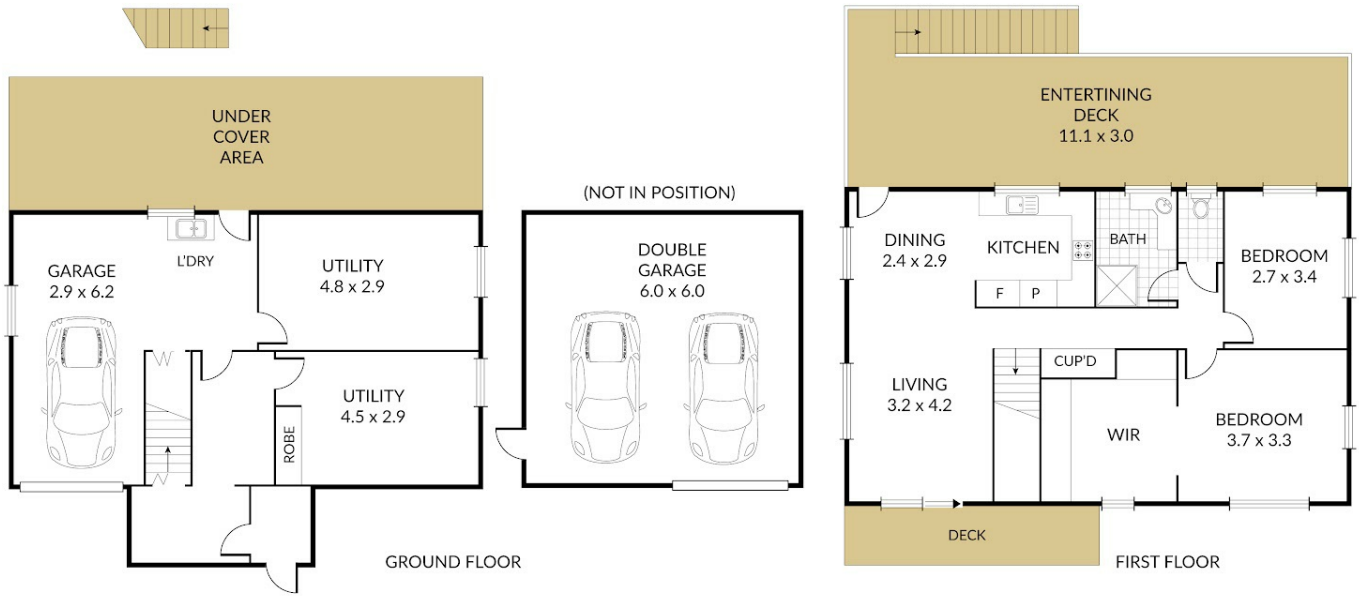 UNDER
COVER
AREA
L'DRY
GARAGE
2.9 x 6.2
UTILITY
4.8 x 2.9
UTILITY
4.5 x 2.9
ROBE
GROUND FLOOR
(NOT IN POSITION)
DOUBLE
GARAGE
6.0 x 6.0
ENTERTINING
DECK
11.1 x 3.0
DINING
2.4 x 2.9
KITCHEN
F P
BATH
BEDROOM
2.7 x 3.4
CUP'D
LIVING
3.2 x 4.2
WIR
BEDROOM
3.7 x 3.3
DECK
FIRST FLOOR